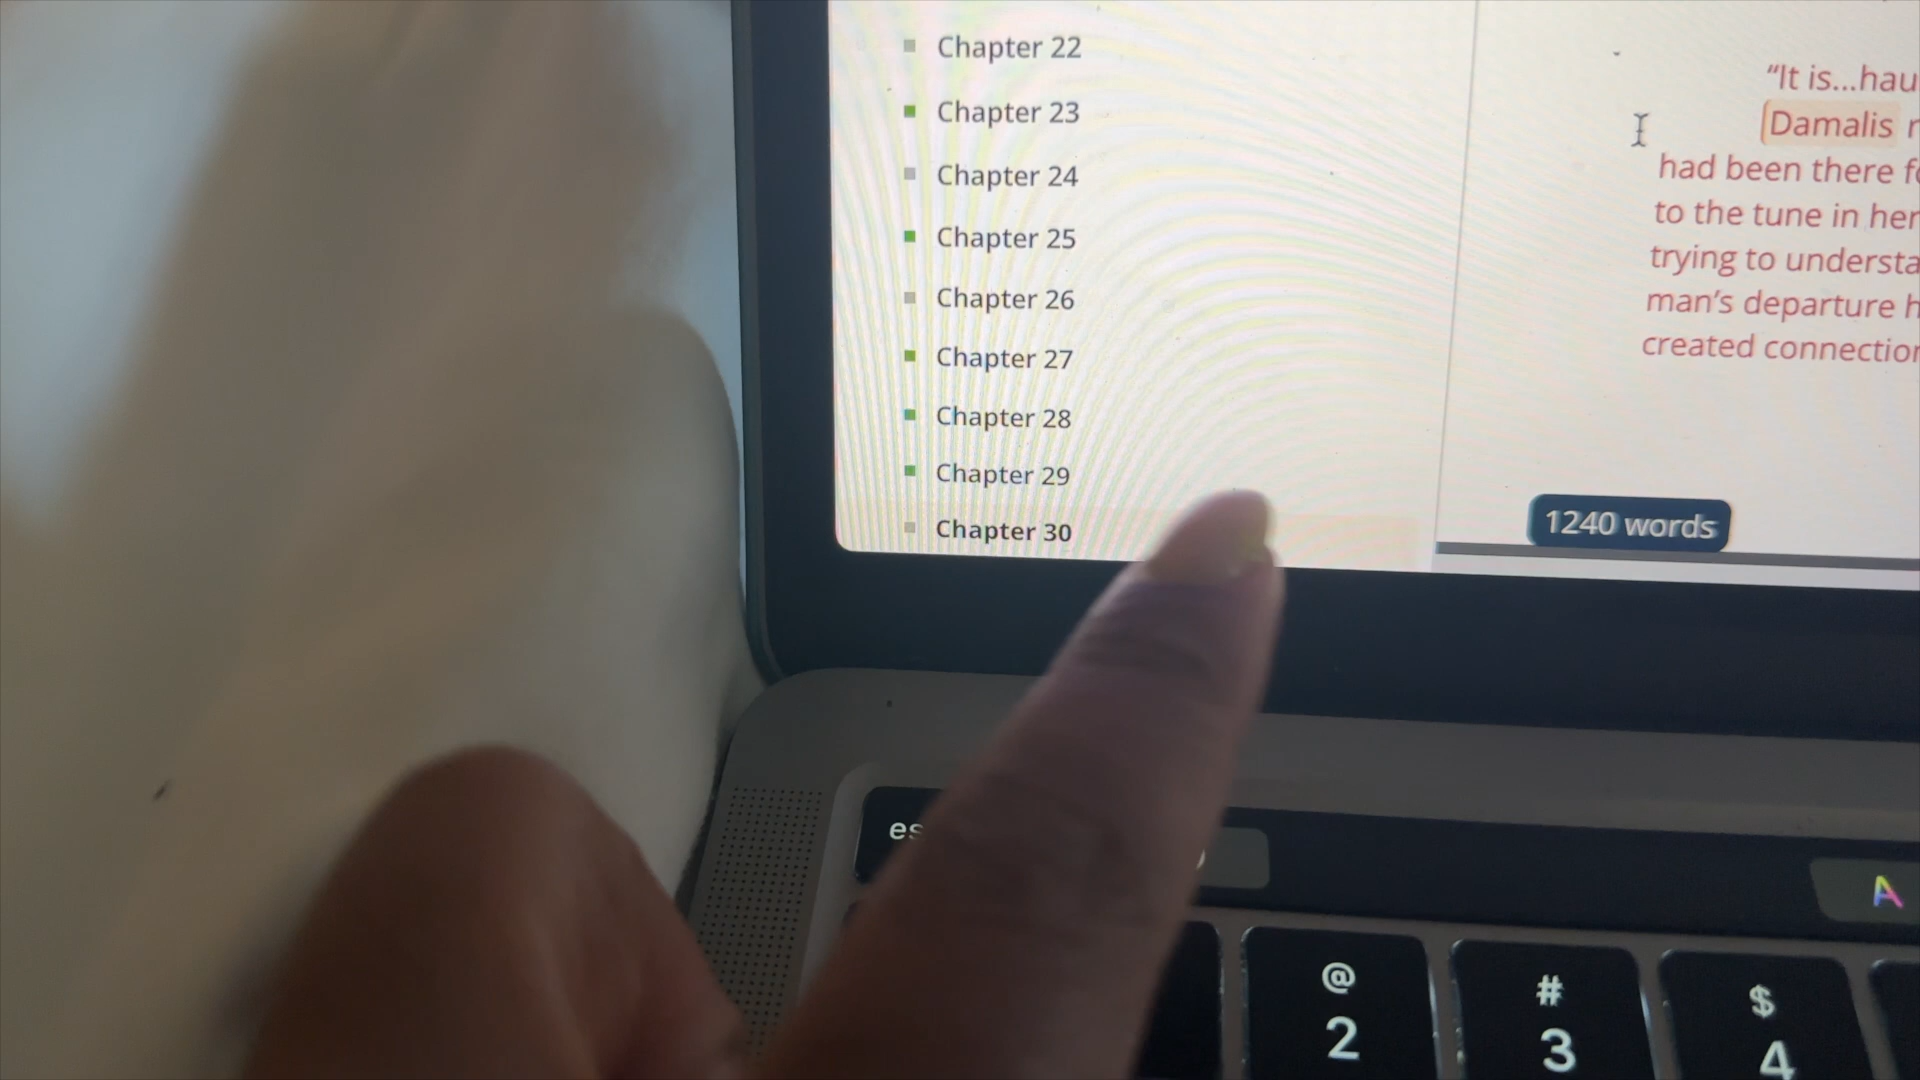 Chapter 22
Chapter 23
Chapter 24
Chapter 25
Chapter 26
Chapter 27
Chapter 28
Chapter 29
Chapter 30
“It is...hau
Damalis
had been there
to the tune in her
trying to understa
man’s departure
created connection
1240 words
A
@
2
#
3
$
4